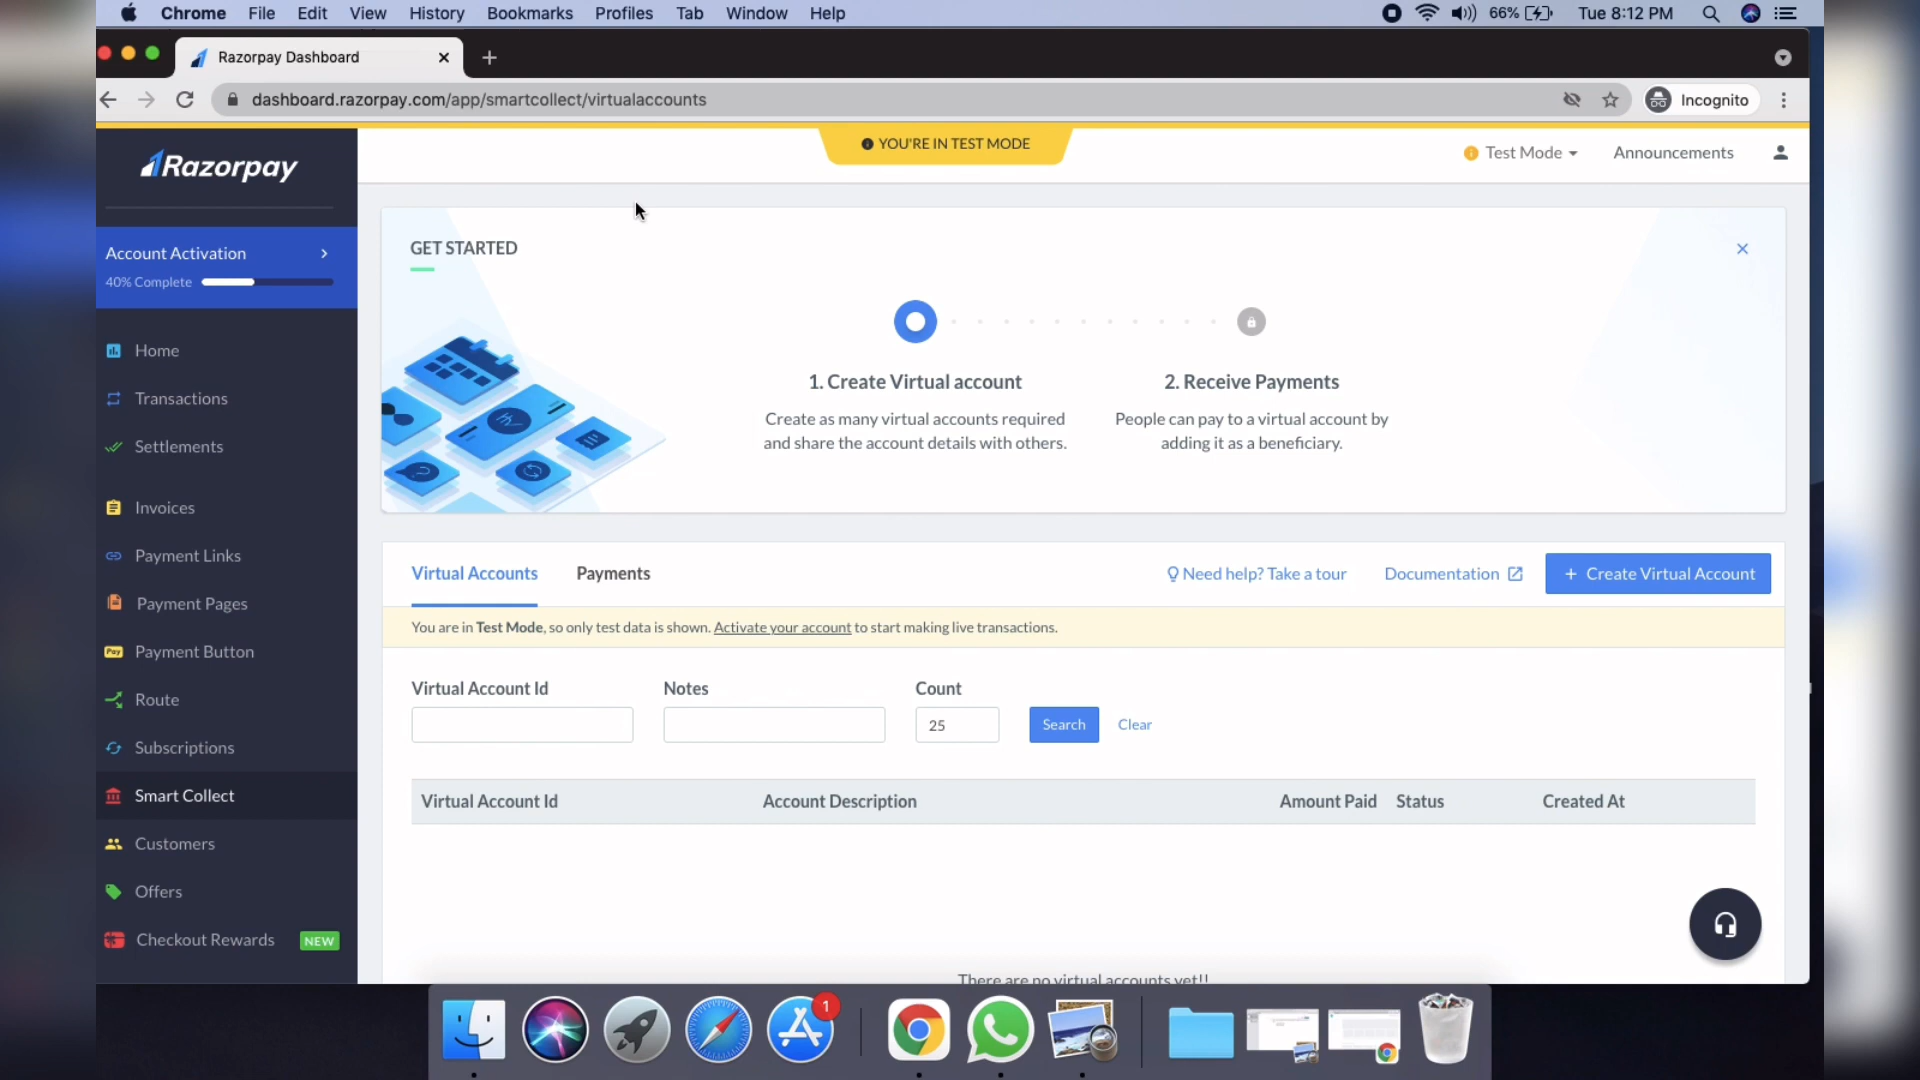 Chrome File Edit View History Bookmarks Profiles Tab Window Help 66% Tue 8:12 PM
Razorpay Dashboard
dashboard.razorpay.com/app/smartcollect/virtualaccounts Incognito
YOU'RE IN TEST MODE
Razorpay
Test Mode Announcements
Account Activation
40% Complete
Home
Transactions
Settlements
Invoices
Payment Links
Payment Pages
Pay Payment Button
Route
Subscriptions
Smart Collect
Customers
Offers
Checkout Rewards NEW
GET STARTED
1. Create Virtual account
Create as many virtual accounts required
and share the account details with others.
2. Receive Payments
People can pay to a virtual account by
adding it as a beneficiary.
Virtual Accounts Payments Need help? Take a tour Documentation + Create Virtual Account
You are in Test Mode, so only test data is shown. Activate your account to start making live transactions.
Virtual Account Id Notes Count
25 Search Clear
Virtual Account Id Account Description Amount Paid Status Created At
There are no virtual accounts yet!!
1